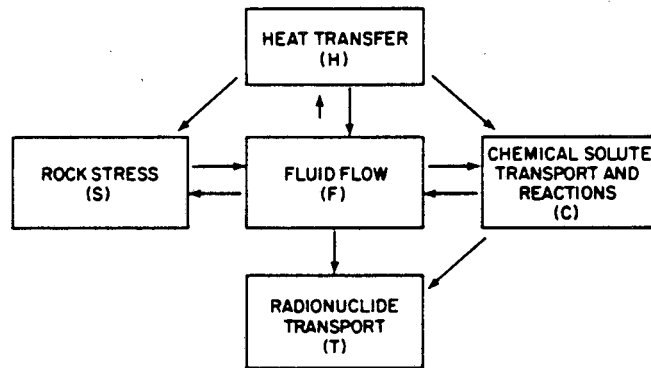 HEAT TRANSFER
(H)
ROCK STRESS
(S)
FLUID FLOW
(F)
CHEMICAL SOLUTE
TRANSPORT AND
REACTIONS
(C)
RADIONUCLIDE
TRANSPORT
(T)